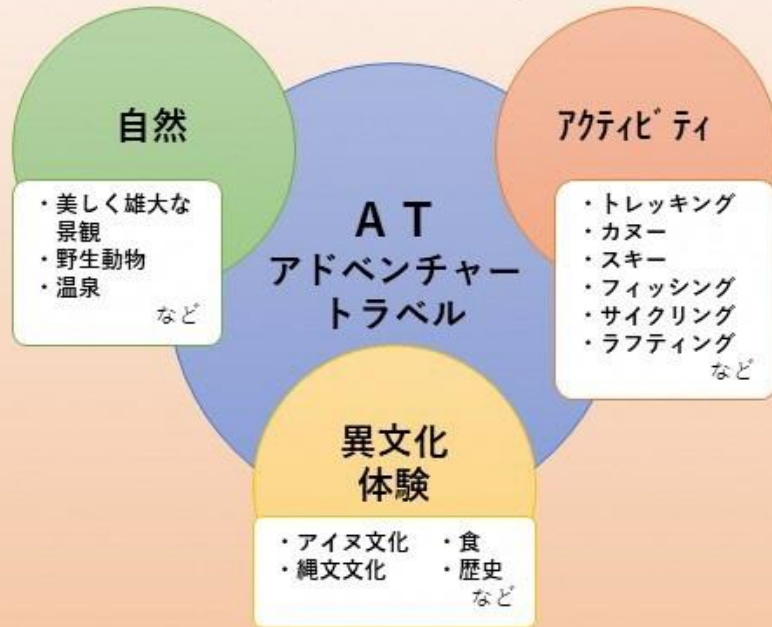 自然
・美しく雄大な
景観
・野生動物
・温泉
など
アクティビティ
・トレッキング
・カヌー
・スキー
・フィッシング
・サイクリング
・ラフティング
など
ＡＴ
アドベンチャー
トラベル
異文化
体験
・アイヌ文化　・食
・縄文文化　・歴史
など